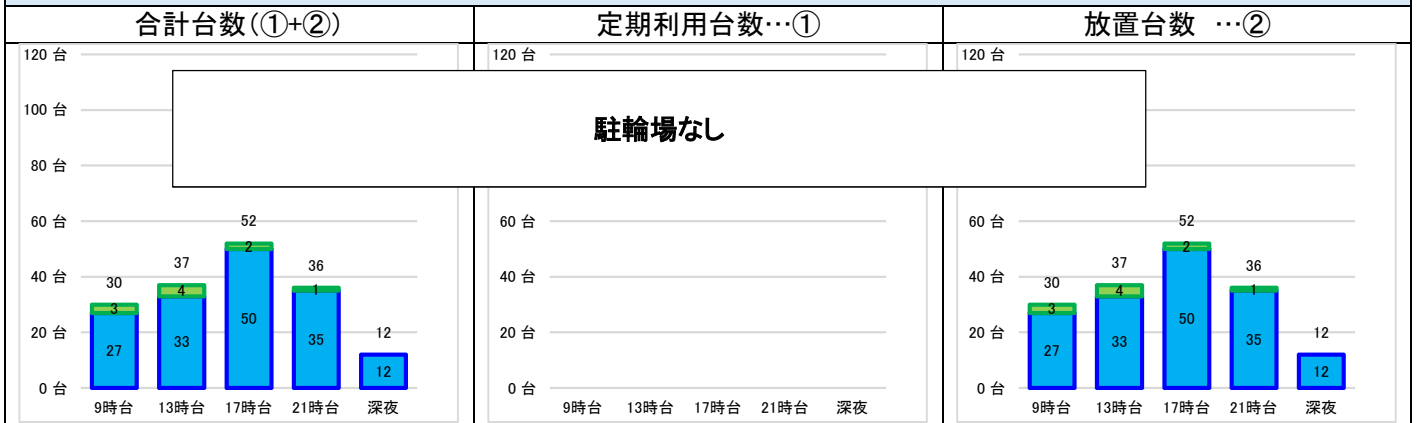 合計台数(①+②)
定期利用台数…①
放置台数 …②
駐輪場なし
120 台
100 台
80 台
60 台
40 台
20 台
0 台
30
3
27
37
4
33
52
2
50
36
1
35
12
12
9時台 13時台 17時台 21時台 深夜
120 台
60 台
40 台
20 台
0 台
9時台 13時台 17時台 21時台 深夜
120 台
60 台
40 台
20 台
0 台
30
3
27
37
4
33
52
2
50
36
1
35
12
12
9時台 13時台 17時台 21時台 深夜